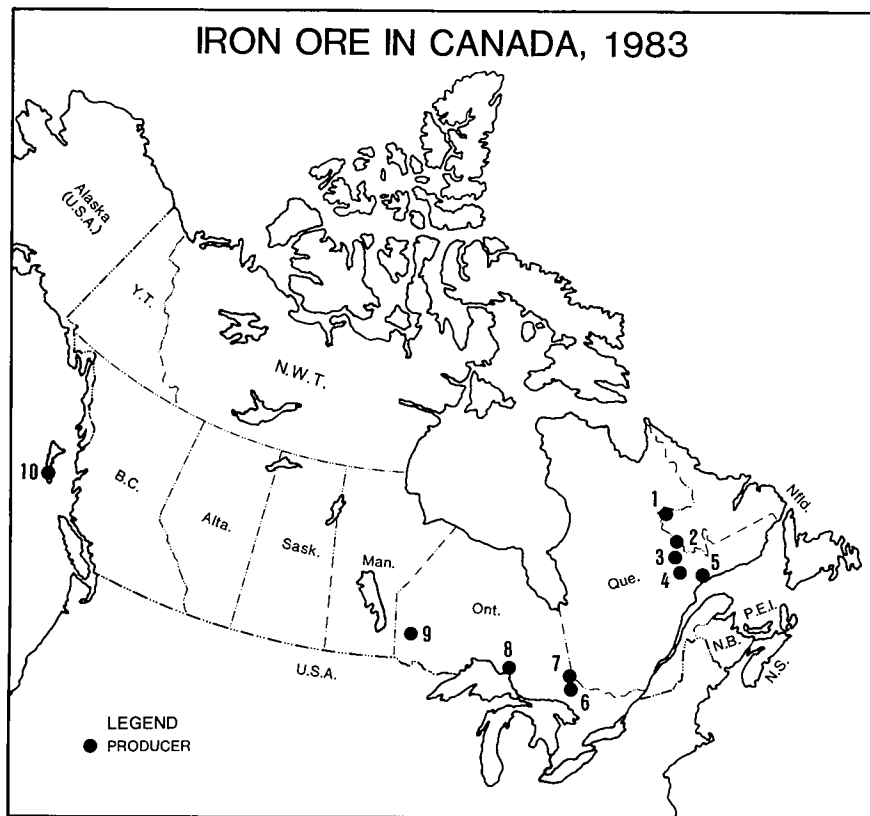 IRON ORE IN CANADA, 1983
Alaska
(U.S.A.)
Y.T.
N.W.T.
10
B.C.
Alta.
Sask.
Man.
Ont.
Que.
Nfld.
1
2
3
4
5
P.E.I.
N.B.
N.S.
9
8
7
6
U.S.A.
LEGEND
PRODUCER